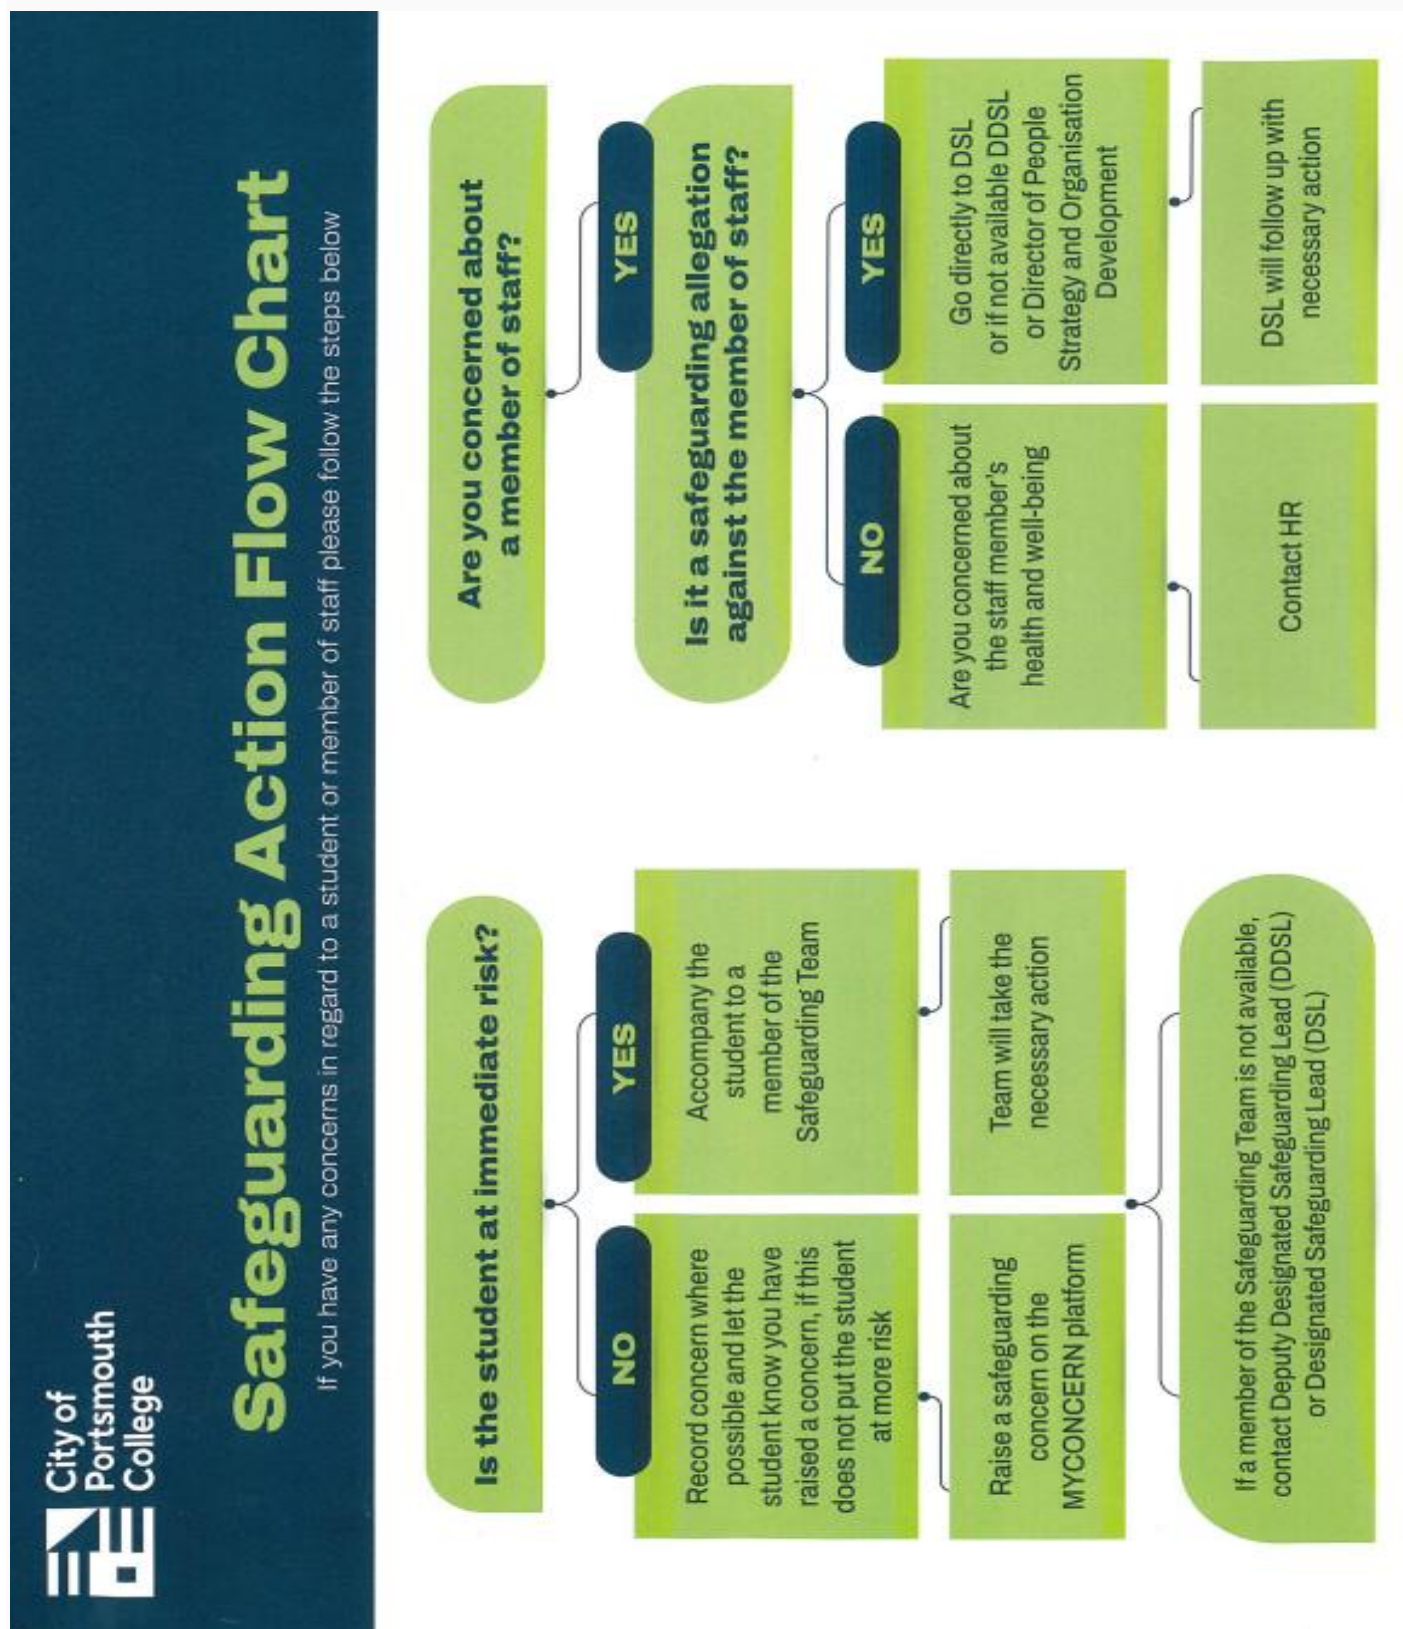 City of
Portsmouth
College
Safeguarding Action Flow Chart
If you have any concerns in regard to a student or member of staff please follow the steps below
Is the student at immediate risk?
NO
Record concern where
possible and let the
student know you have
raised a concern, if this
does not put the student
at more risk
Raise a safeguarding
concern on the
MYCONCERN platform
YES
Accompany the
student to a
member of the
Safeguarding Team
Team will take the
necessary action
If a member of the Safeguarding Team is not available,
contact Deputy Designated Safeguarding Lead (DDSL)
or Designated Safeguarding Lead (DSL)
Are you concerned about
a member of staff?
YES
Is it a safeguarding allegation
against the member of staff?
NO
Are you concerned about
the staff member's
health and well-being
Contact HR
YES
Go directly to DSL
or if not available DDSL
or Director of People
Strategy and Organisation
Development
DSL will follow up with
necessary action